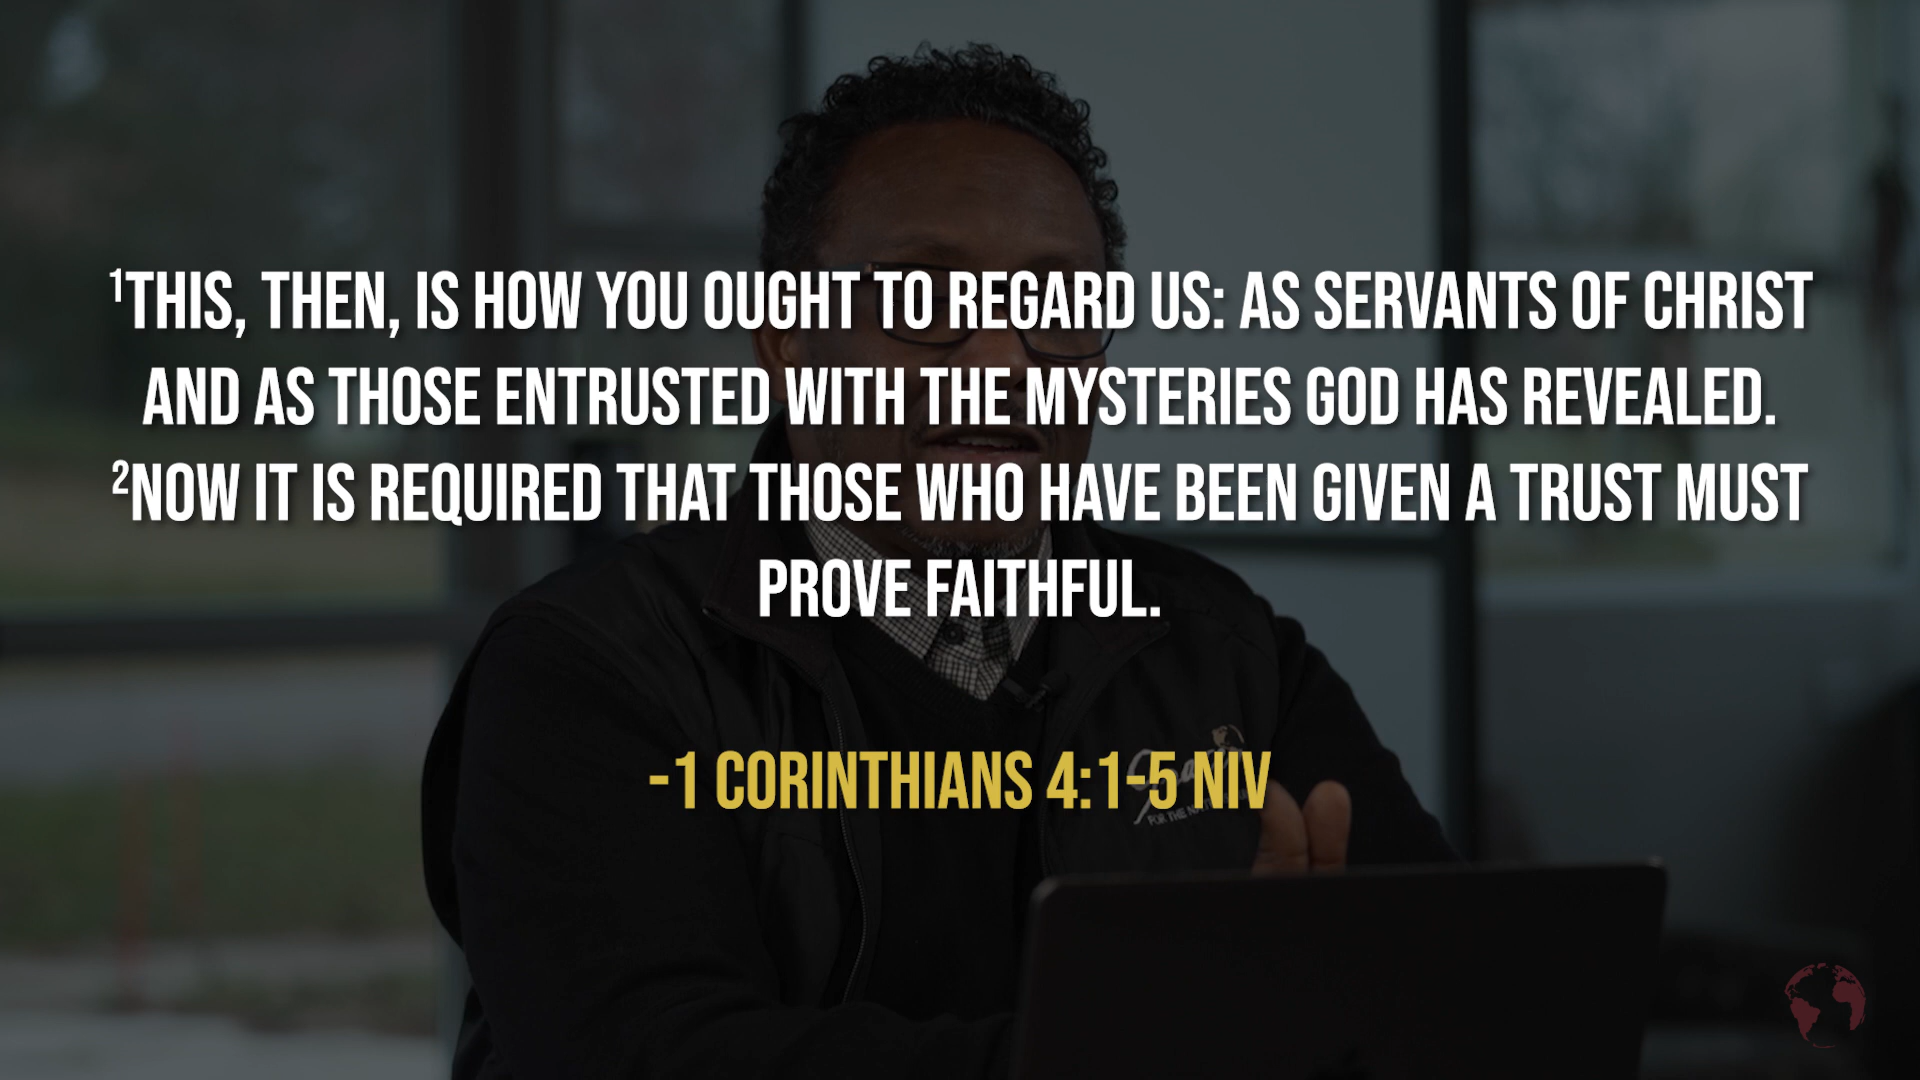 ¹THIS, THEN, IS HOW YOU OUGHT TO REGARD US: AS SERVANTS OF CHRIST
AND AS THOSE ENTRUSTED WITH THE MYSTERIES GOD HAS REVEALED.
²NOW IT IS REQUIRED THAT THOSE WHO HAVE BEEN GIVEN A TRUST MUST
PROVE FAITHFUL.
-1 CORINTHIANS 4:1-5 NIV
FOR THE